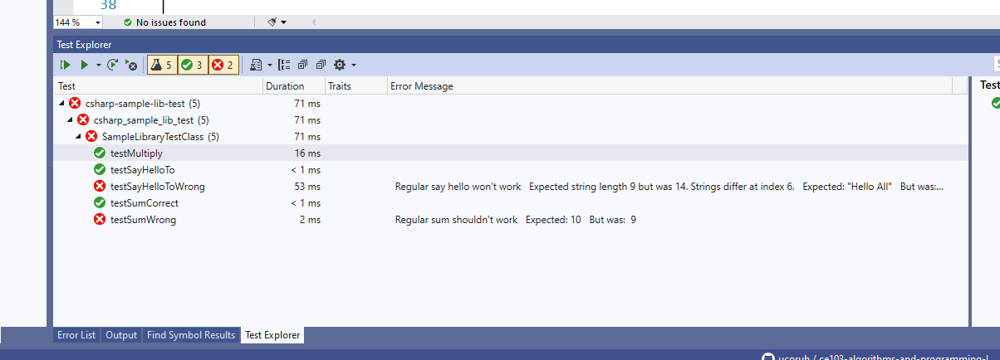 38
144 % No issues found
Test Explorer
5 3 2
Test Duration Traits Error Message
csharp-sample-lib-test (5) 71 ms
csharp_sample_lib_test (5) 71 ms
SampleLibraryTestClass (5) 71 ms
testMultiply 16 ms
testSayHelloTo < 1 ms
testSayHelloToWrong 53 ms Regular say hello won't work Expected string length 9 but was 14. Strings differ at index 6. Expected: "Hello All" But was:...
testSumCorrect < 1 ms
testSumWrong 2 ms Regular sum shouldn't work Expected: 10 But was: 9
Test
Error List Output Find Symbol Results Test Explorer
ucoruh / ce103-algorithms-and-programming-I